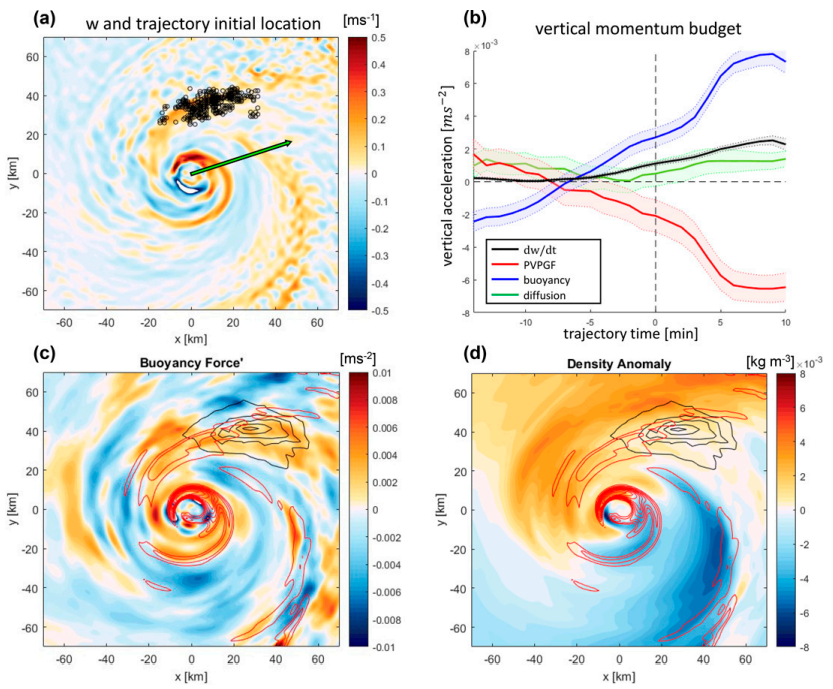 (a)
w and trajectory initial location
[ms-1]
60
40
20
0
-20
-40
-60
y [km]
-60 -40 -20 0 20 40 60
x [km]
0.5
0.4
0.3
0.2
0.1
0
-0.1
-0.2
-0.3
-0.4
-0.5
(b)
vertical momentum budget
8 ×10-3
6
4
2
0
-2
-4
-6
vertical acceleration [ms−2]
dw/dt
PVPGF
buoyancy
diffusion
-10 -5 0 5 10
trajectory time [min]
(c)
Buoyancy Force'
[ms-2]
60
40
20
0
-20
-40
-60
y [km]
-60 -40 -20 0 20 40 60
x [km]
0.01
0.008
0.006
0.004
0.002
0
-0.002
-0.004
-0.006
-0.008
-0.01
(d)
Density Anomaly
[kg m-3]
×10-3
60
40
20
0
-20
-40
-60
y [km]
-60 -40 -20 0 20 40 60
x [km]
8
6
4
2
0
-2
-4
-6
-8